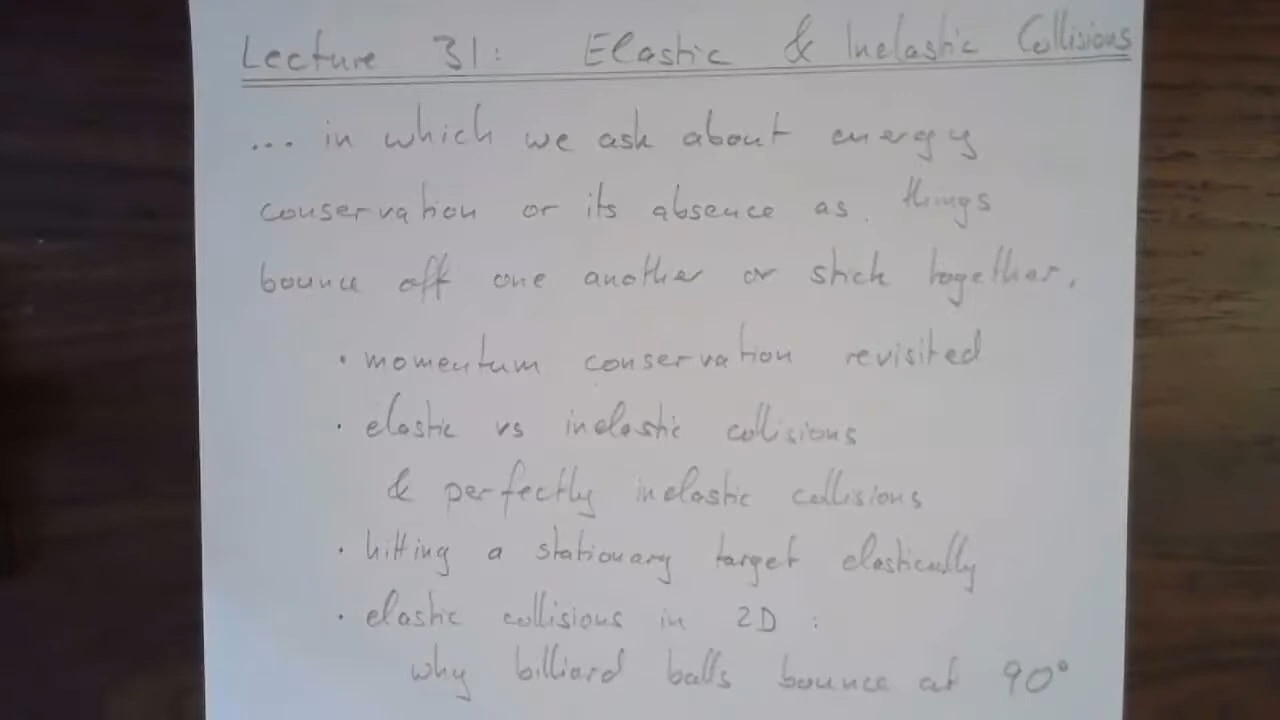 Lecture 31: Elastic & Inelastic Collisions
... in which we ask about energy
conservation or its absence as things
bounce off one another or stick together.
• momentum conservation revisited
• elastic vs inelastic collisions
& perfectly inelastic collisions
• hitting a stationary target elastically
• elastic collisions in 2D :
why billiard balls bounce at 90°